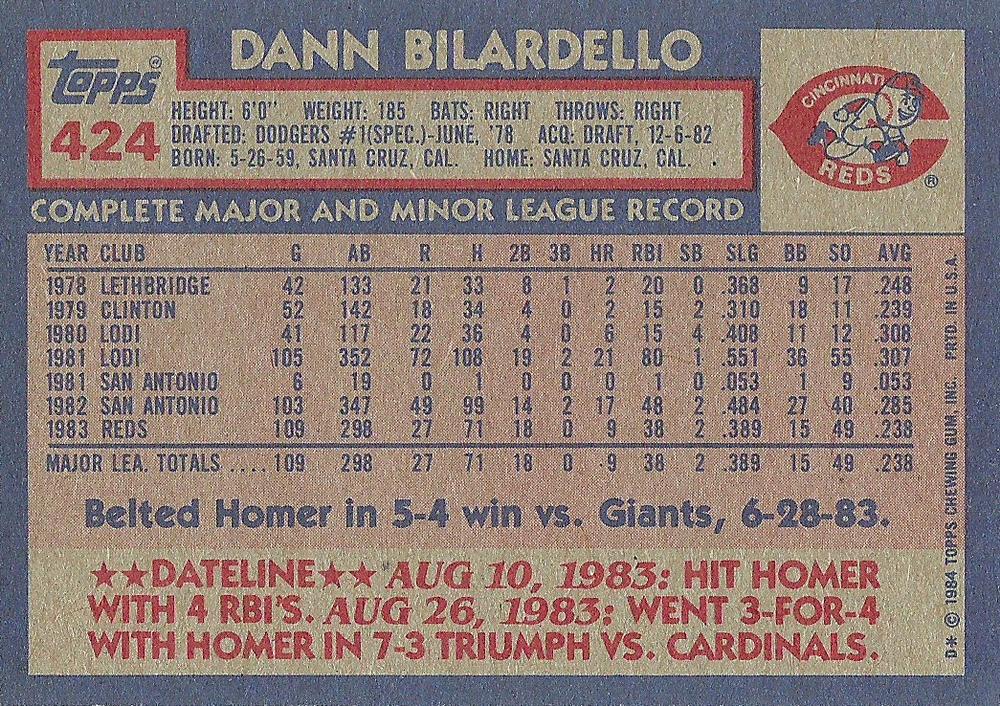 DANN BILARDELLO
topps®
424
HEIGHT: 6'0" WEIGHT: 185 BATS: RIGHT THROWS: RIGHT
DRAFTED: DODGERS #1(SPEC.)-JUNE, '78 ACQ: DRAFT, 12-6-82
BORN: 5-26-59, SANTA CRUZ, CAL. HOME: SANTA CRUZ, CAL.
CINCINNATI
REDS ®
COMPLETE MAJOR AND MINOR LEAGUE RECORD
YEAR CLUB G AB R H 2B 3B HR RBI SB SLG BB SO AVG
1978 LETHBRIDGE 42 133 21 33 8 1 2 20 0 .368 9 17 .248
1979 CLINTON 52 142 18 34 4 0 2 15 2 .310 18 11 .239
1980 LODI 41 117 22 36 4 0 6 15 4 .408 11 12 .308
1981 LODI 105 352 72 108 19 2 21 80 1 .551 36 55 .307
1981 SAN ANTONIO 6 19 0 1 0 0 0 1 0 .053 1 9 .053
1982 SAN ANTONIO 103 347 49 99 14 2 17 48 2 .484 27 40 .285
1983 REDS 109 298 27 71 18 0 9 38 2 .389 15 49 .238
MAJOR LEA. TOTALS .... 109 298 27 71 18 0 9 38 2 .389 15 49 .238
Belted Homer in 5-4 win vs. Giants, 6-28-83.
★★DATELINE★★ AUG 10, 1983: HIT HOMER
WITH 4 RBI'S. AUG 26, 1983: WENT 3-FOR-4
WITH HOMER IN 7-3 TRIUMPH VS. CARDINALS.
D* © 1984 TOPPS CHEWING GUM, INC. PRTD. IN U.S.A.